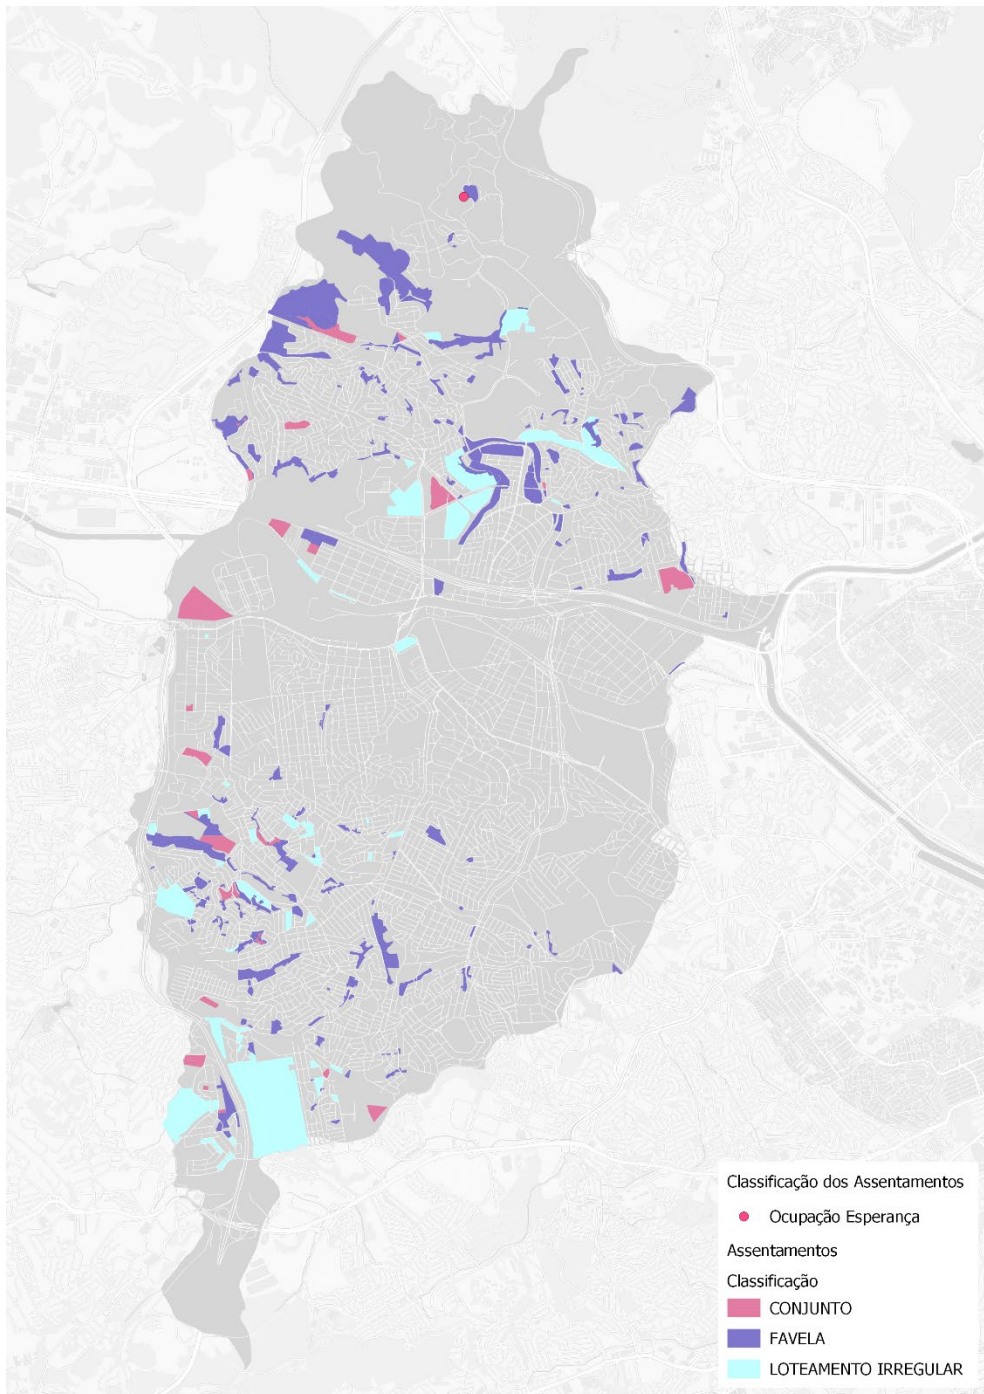 Classificação dos Assentamentos
Ocupação Esperança
Assentamentos
Classificação
CONJUNTO
FAVELA
LOTEAMENTO IRREGULAR